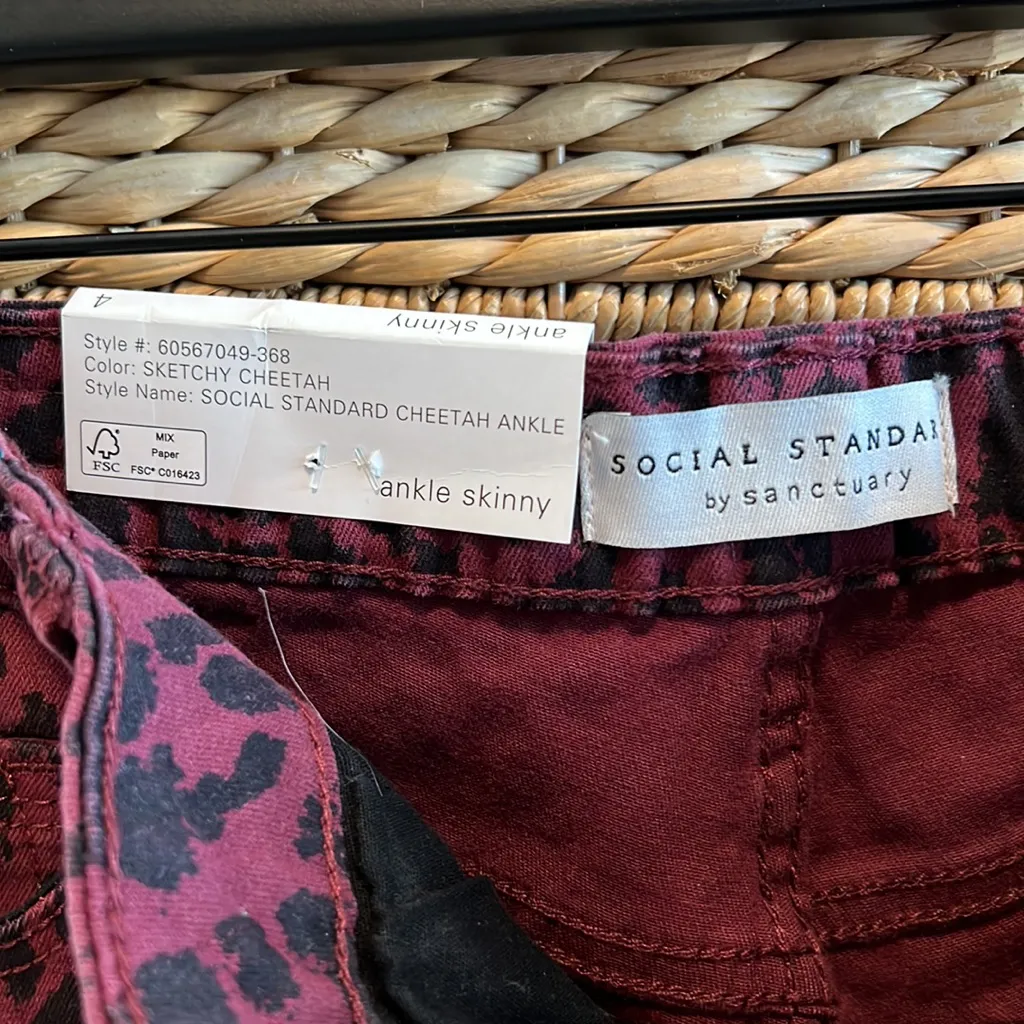 4
ankle skinny
Style #: 60567049-368
Color: SKETCHY CHEETAH
Style Name: SOCIAL STANDARD CHEETAH ANKLE
FSC
MIX
Paper
FSC® C016423
ankle skinny
SOCIAL STANDAR
by sanctuary